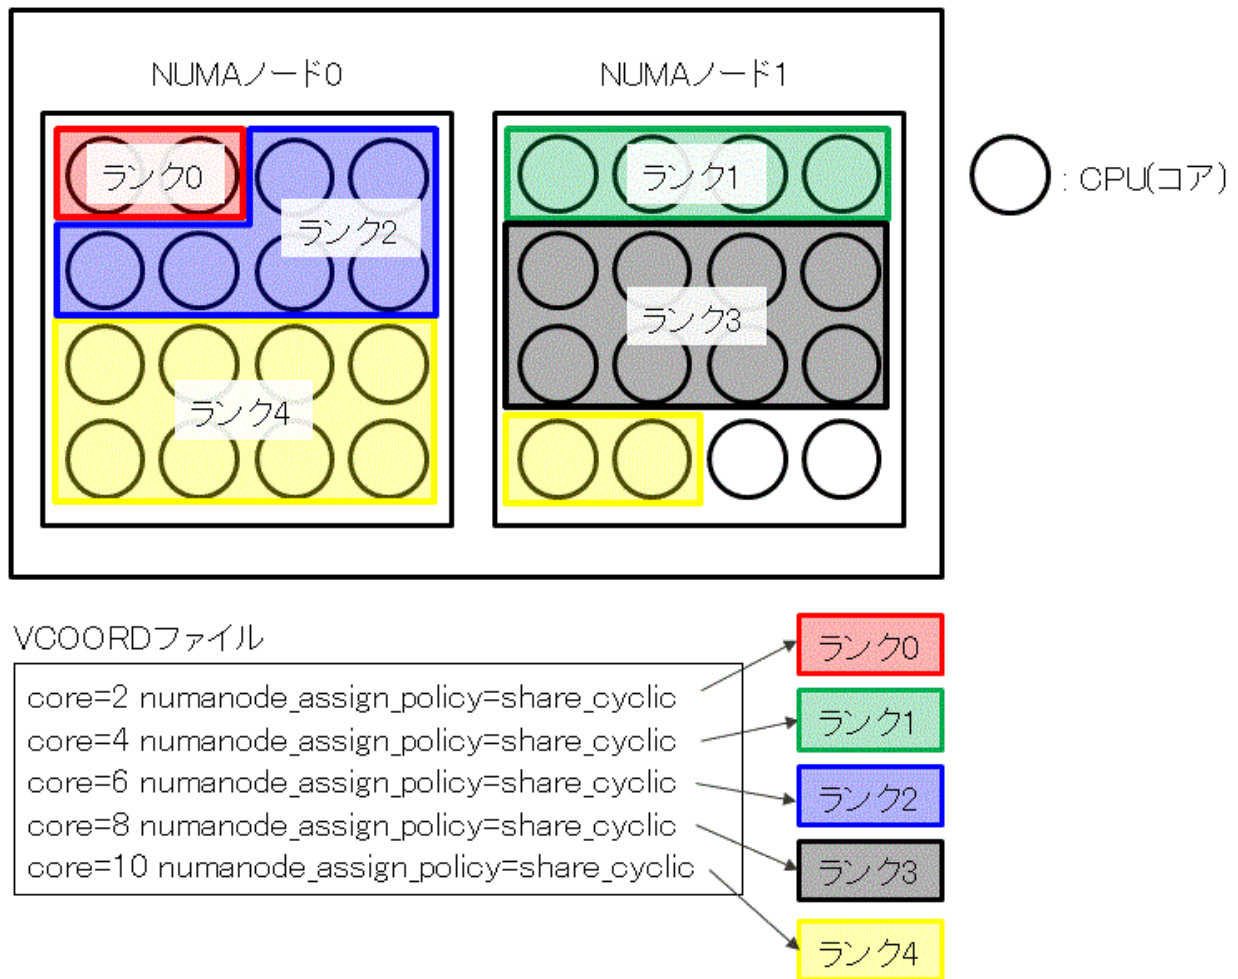 NUMAノード0
NUMAノード1
ランク0
ランク1
: CPU(コア)
ランク2
ランク3
ランク4
VCOORDファイル
core=2 numanode_assign_policy=share_cyclic
core=4 numanode_assign_policy=share_cyclic
core=6 numanode_assign_policy=share_cyclic
core=8 numanode_assign_policy=share_cyclic
core=10 numanode_assign_policy=share_cyclic
ランク0
ランク1
ランク2
ランク3
ランク4